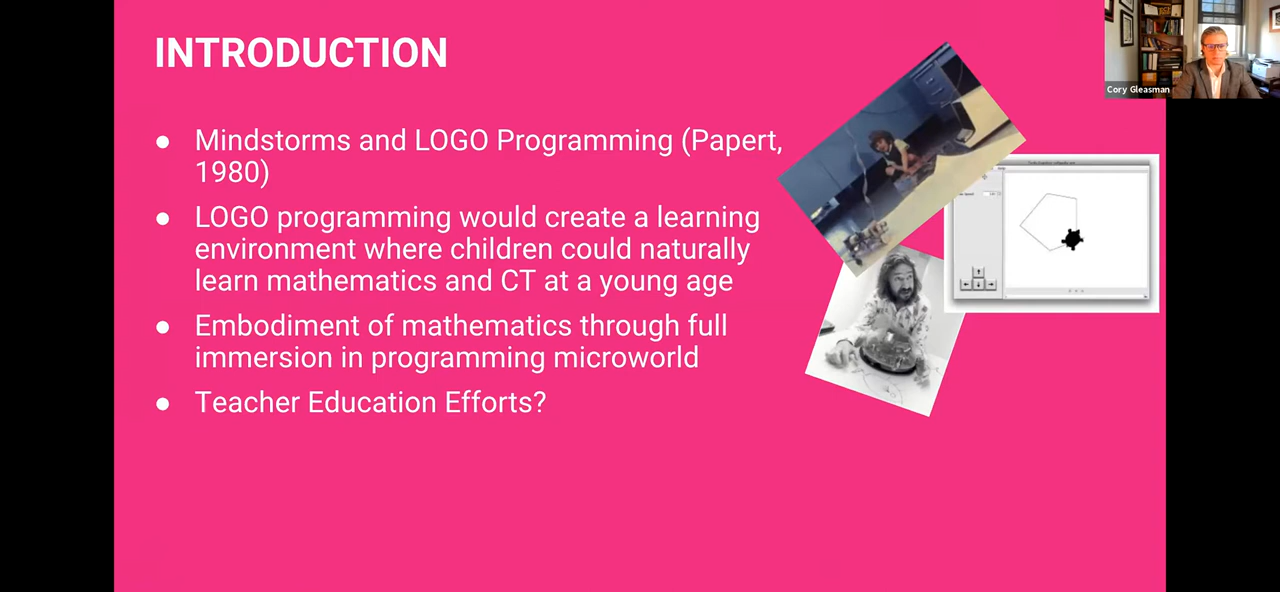 INTRODUCTION
Cory Gleasman
● Mindstorms and LOGO Programming (Papert,
1980)
● LOGO programming would create a learning
environment where children could naturally
learn mathematics and CT at a young age
● Embodiment of mathematics through full
immersion in programming microworld
● Teacher Education Efforts?